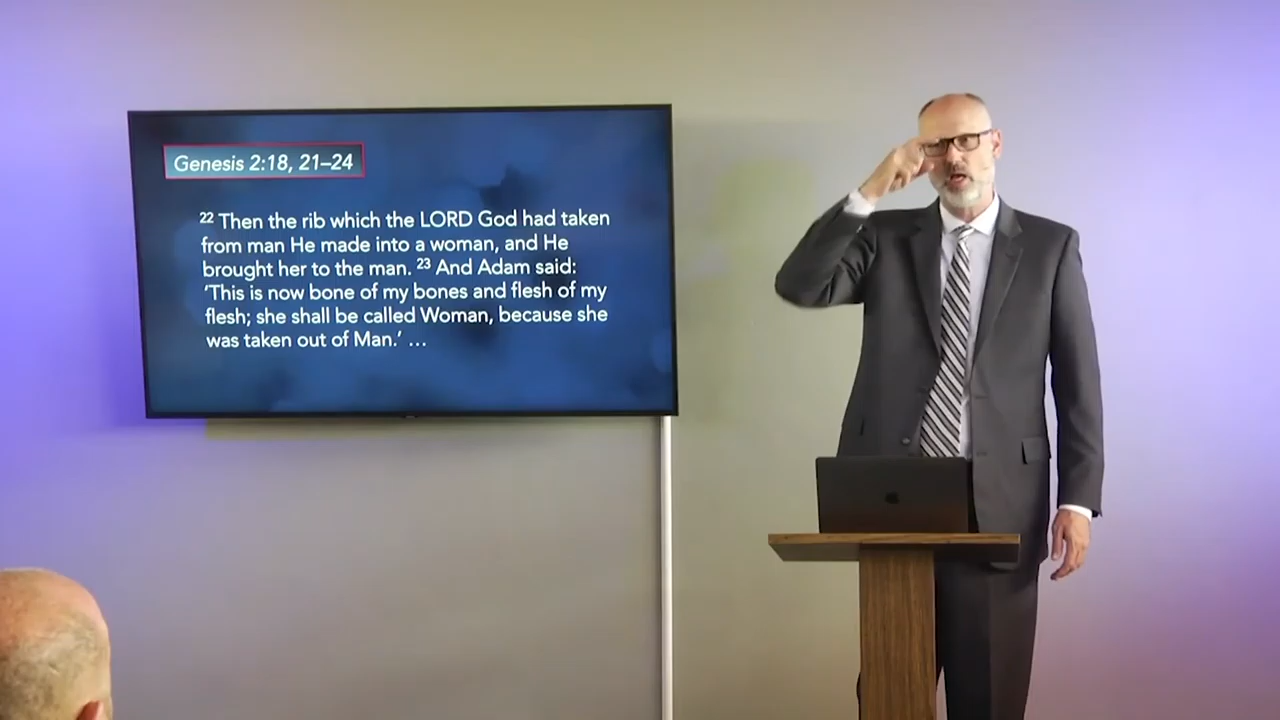 Genesis 2:18, 21–24
²² Then the rib which the LORD God had taken
from man He made into a woman, and He
brought her to the man. ²³ And Adam said:
‘This is now bone of my bones and flesh of my
flesh; she shall be called Woman, because she
was taken out of Man.’ …